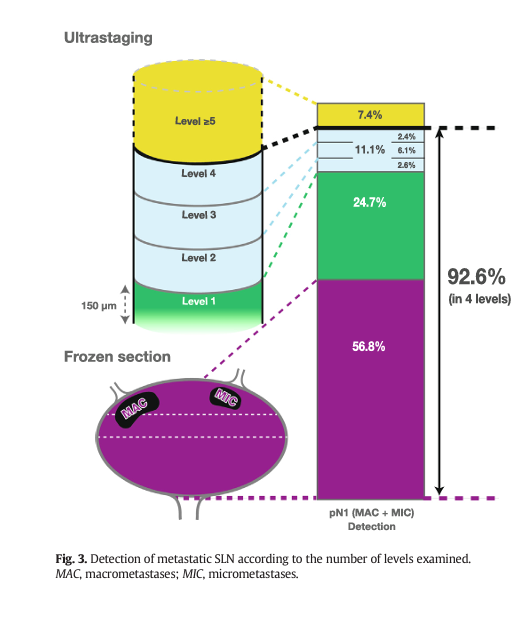 Ultrastaging
Level ≥5
Level 4
Level 3
Level 2
Level 1
150 μm
7.4%
2.4%
11.1%
6.1%
2.6%
24.7%
56.8%
92.6%
(in 4 levels)
Frozen section
MAC
MIC
pN1 (MAC + MIC)
Detection
Fig. 3. Detection of metastatic SLN according to the number of levels examined.
MAC, macrometastases; MIC, micrometastases.